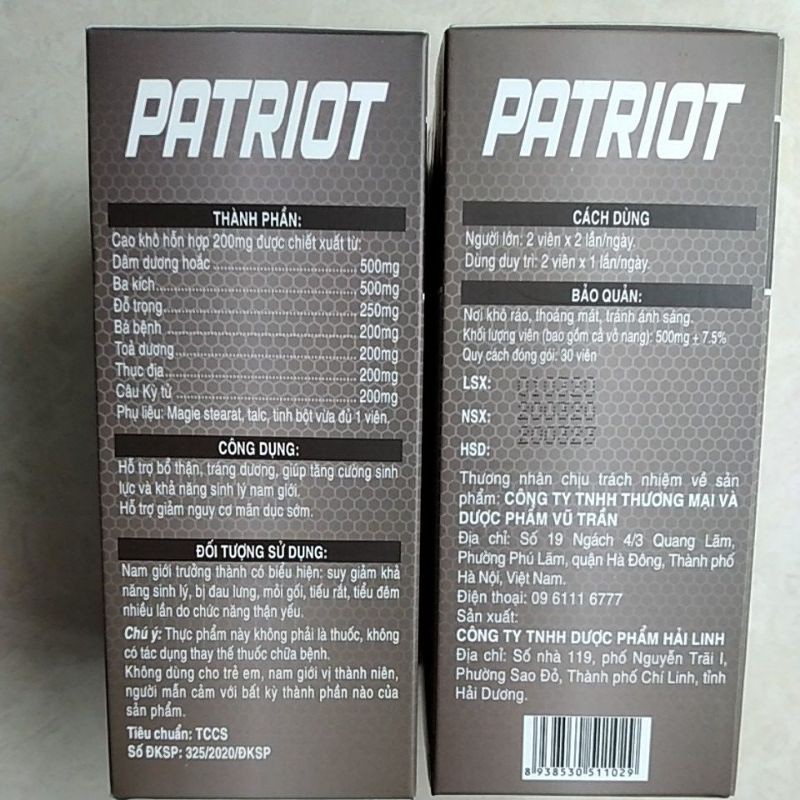 PATRIOT
THÀNH PHẦN:
Cao khô hỗn hợp 200mg được chiết xuất từ:
Dâm dương hoắc ........ 500mg
Ba kích ........ 500mg
Đỗ trọng ........ 250mg
Bá bệnh ........ 200mg
Toả dương ........ 200mg
Thục địa ........ 200mg
Câu Kỷ tử ........ 200mg
Phụ liệu: Magie stearat, talc, tinh bột vừa đủ 1 viên.
CÔNG DỤNG:
Hỗ trợ bổ thận, tráng dương, giúp tăng cường sinh
lực và khả năng sinh lý nam giới.
Hỗ trợ giảm nguy cơ mãn dục sớm.
ĐỐI TƯỢNG SỬ DỤNG:
Nam giới trưởng thành có biểu hiện: suy giảm khả
năng sinh lý, bị đau lưng, mỏi gối, tiểu rắt, tiểu đêm
nhiều lần do chức năng thận yếu.
Chú ý: Thực phẩm này không phải là thuốc, không
có tác dụng thay thế thuốc chữa bệnh.
Không dùng cho trẻ em, nam giới vị thành niên,
người mẫn cảm với bất kỳ thành phần nào của
sản phẩm.
Tiêu chuẩn: TCCS
Số ĐKSP: 325/2020/ĐKSP
PATRIOT
CÁCH DÙNG
Người lớn: 2 viên x 2 lần/ngày.
Dùng duy trì: 2 viên x 1 lần/ngày.
BẢO QUẢN:
Nơi khô ráo, thoáng mát, tránh ánh sáng.
Khối lượng viên (bao gồm cả vỏ nang): 500mg ± 7.5%
Quy cách đóng gói: 30 viên
LSX: 010320
NSX: 200320
HSD: 200323
Thương nhân chịu trách nhiệm về sản
phẩm: CÔNG TY TNHH THƯƠNG MẠI VÀ
DƯỢC PHẨM VŨ TRẦN
Địa chỉ: Số 19 Ngách 4/3 Quang Lãm,
Phường Phú Lãm, quận Hà Đông, Thành phố
Hà Nội, Việt Nam.
Điện thoại: 09 6111 6777
Sản xuất:
CÔNG TY TNHH DƯỢC PHẨM HẢI LINH
Địa chỉ: Số nhà 119, phố Nguyễn Trãi I,
Phường Sao Đỏ, Thành phố Chí Linh, tỉnh
Hải Dương.
8 938530 511029